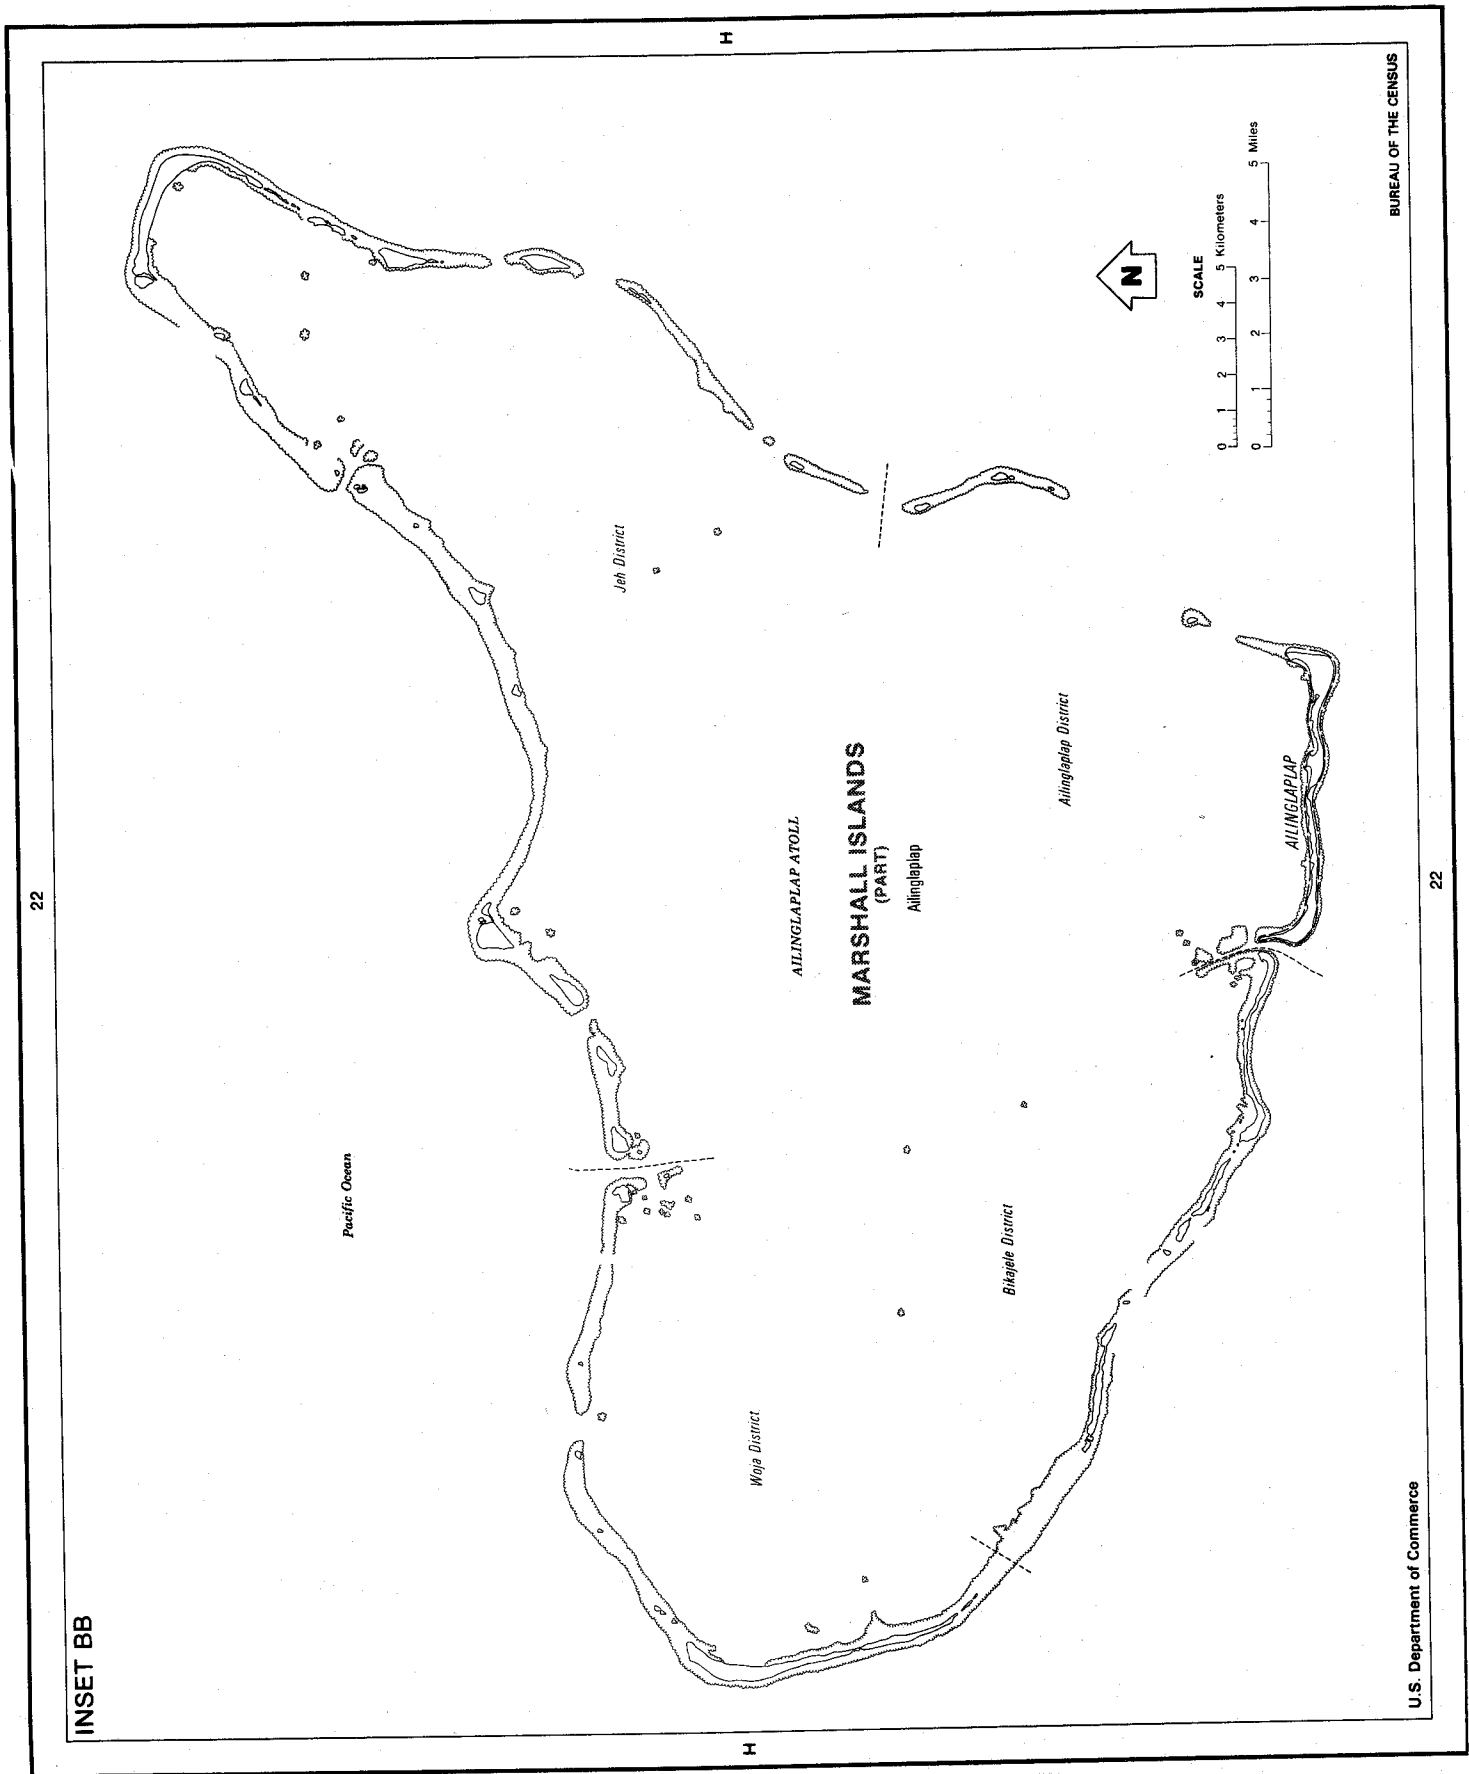 INSET BB
22
H
Pacific Ocean
Jeh District
AILINGLAPLAP ATOLL
MARSHALL ISLANDS
(PART)
Ailinglaplap
Woja District
Bikajele District
Ailinglaplap District
AILINGLAPLAP
N
SCALE
0 1 2 3 4 5 Kilometers
0 1 2 3 4 5 Miles
H
22
U.S. Department of Commerce
BUREAU OF THE CENSUS